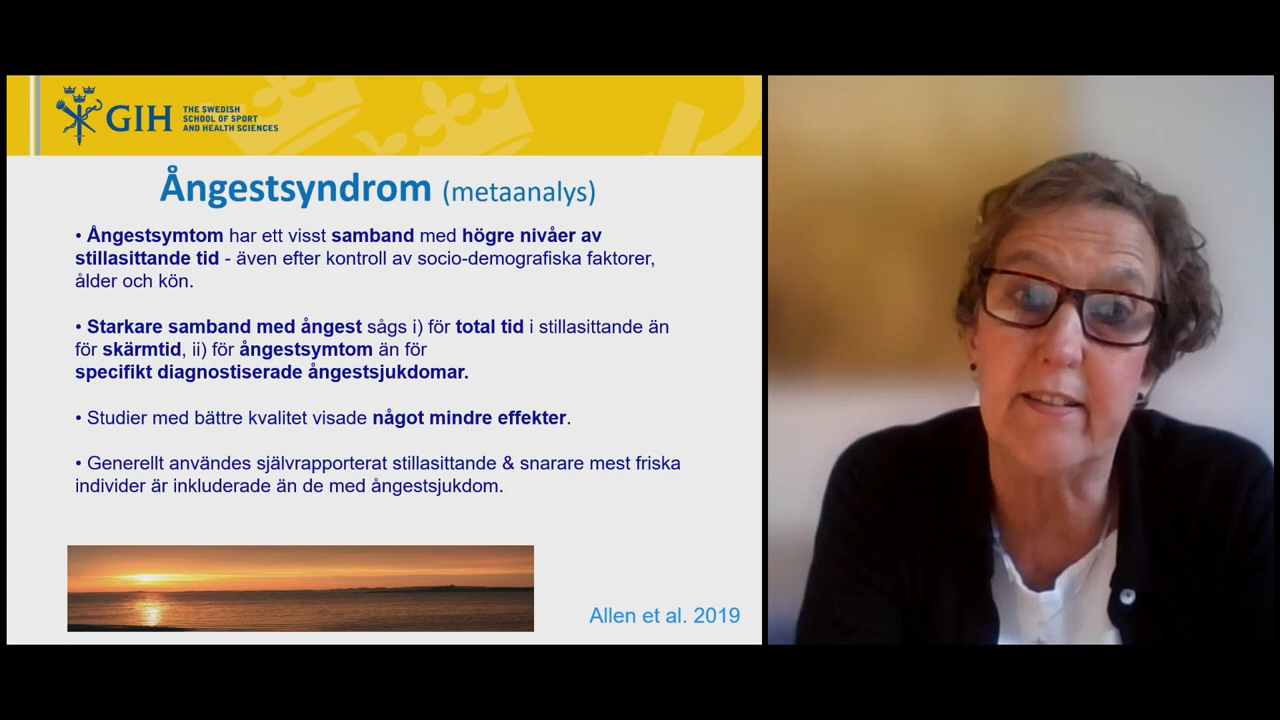 GIH
THE SWEDISH
SCHOOL OF SPORT
AND HEALTH SCIENCES
Ångestsyndrom (metaanalys)
• Ångestsymtom har ett visst samband med högre nivåer av
stillasittande tid - även efter kontroll av socio-demografiska faktorer,
ålder och kön.
• Starkare samband med ångest sågs i) för total tid i stillasittande än
för skärmtid, ii) för ångestsymtom än för
specifikt diagnostiserade ångestsjukdomar.
• Studier med bättre kvalitet visade något mindre effekter.
• Generellt användes självrapporterat stillasittande & snarare mest friska
individer är inkluderade än de med ångestsjukdom.
Allen et al. 2019